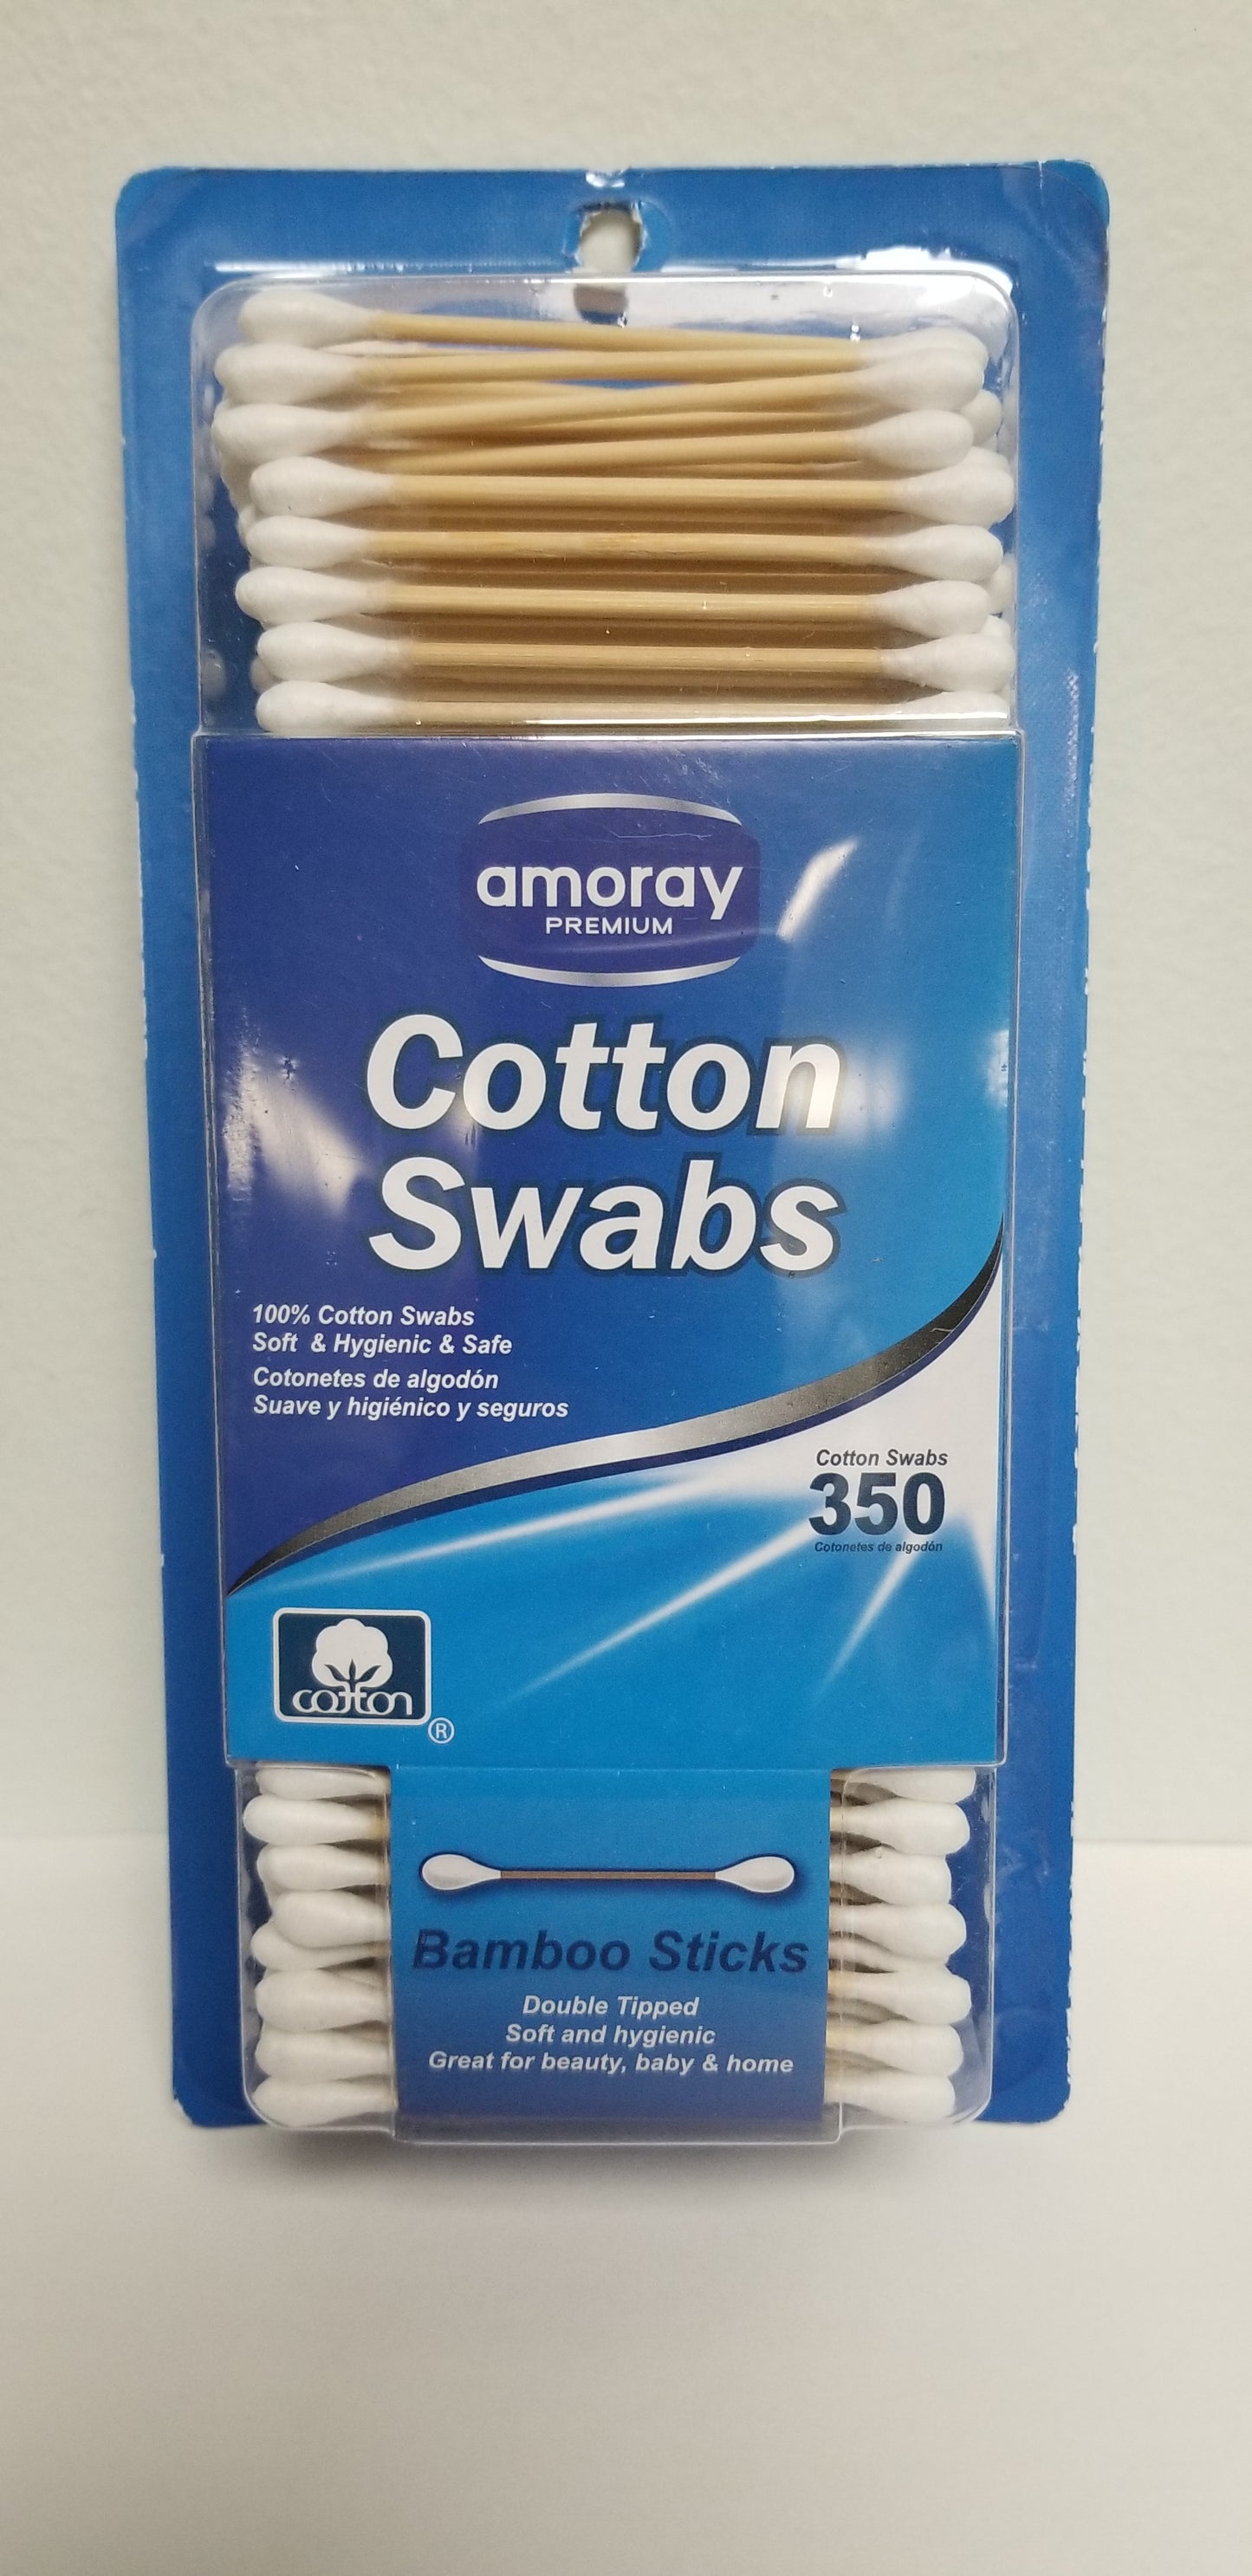 amoray
PREMIUM
Cotton
Swabs
100% Cotton Swabs
Soft & Hygienic & Safe
Cotonetes de algodón
Suave y higiénico y seguros
Cotton Swabs
350
Cotonetes de algodón
cotton
®
Bamboo Sticks
Double Tipped
Soft and hygienic
Great for beauty, baby & home